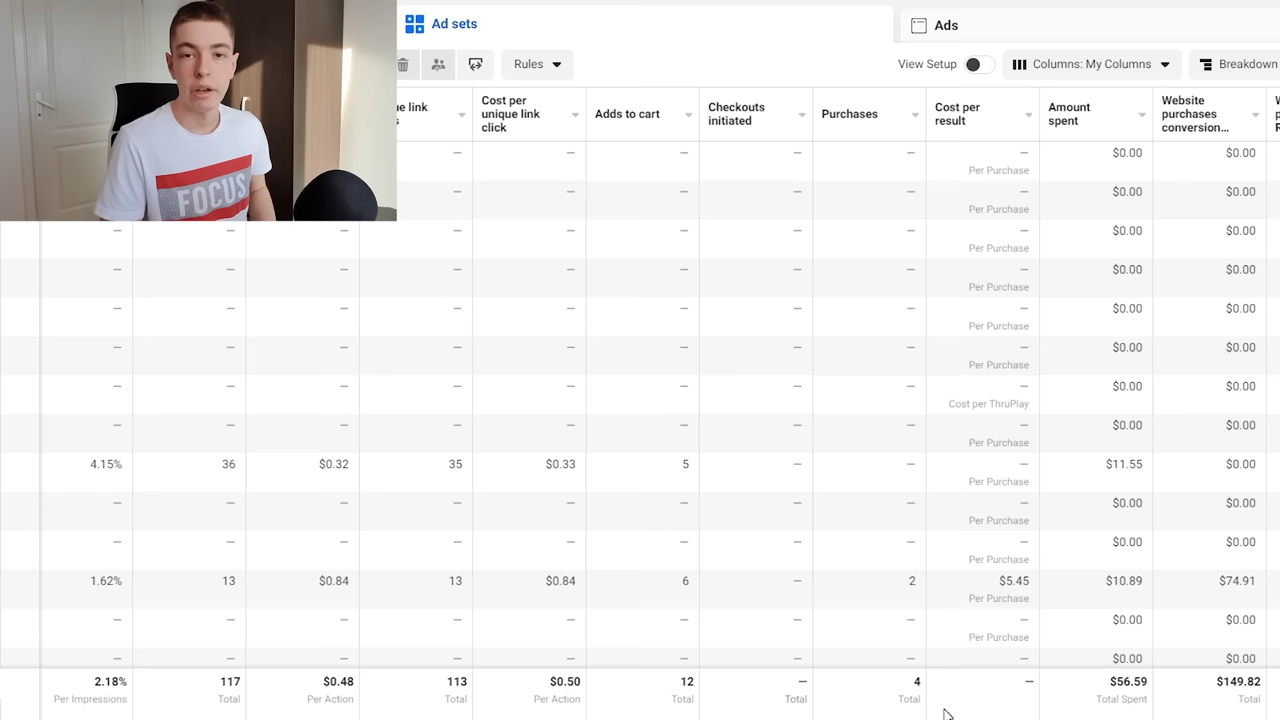 Ad sets
Ads
Rules
View Setup
Columns: My Columns
Breakdown
FOCUS
ue link
s
Cost per
unique link
click
Adds to cart
Checkouts
initiated
Purchases
Cost per
result
Amount
spent
Website
purchases
conversion...
W
p
R
— — — — — — $0.00 $0.00
Per Purchase
— — — — — — $0.00 $0.00
Per Purchase
— — — — — — — — — $0.00 $0.00
Per Purchase
— — — — — — — — — $0.00 $0.00
Per Purchase
— — — — — — — — — $0.00 $0.00
Per Purchase
— — — — — — — — — $0.00 $0.00
Per Purchase
— — — — — — — — — $0.00 $0.00
Cost per ThruPlay
— — — — — — — — — $0.00 $0.00
Per Purchase
4.15% 36 $0.32 35 $0.33 5 — — — $11.55 $0.00
Per Purchase
— — — — — — — — — $0.00 $0.00
Per Purchase
— — — — — — — — — $0.00 $0.00
Per Purchase
1.62% 13 $0.84 13 $0.84 6 — 2 $5.45 $10.89 $74.91
Per Purchase
— — — — — — — — — $0.00 $0.00
Per Purchase
— — — — — — — — — $0.00 $0.00
2.18% 117 $0.48 113 $0.50 12 — 4 — $56.59 $149.82
Per Impressions Total Per Action Total Per Action Total Total Total Total Spent Total